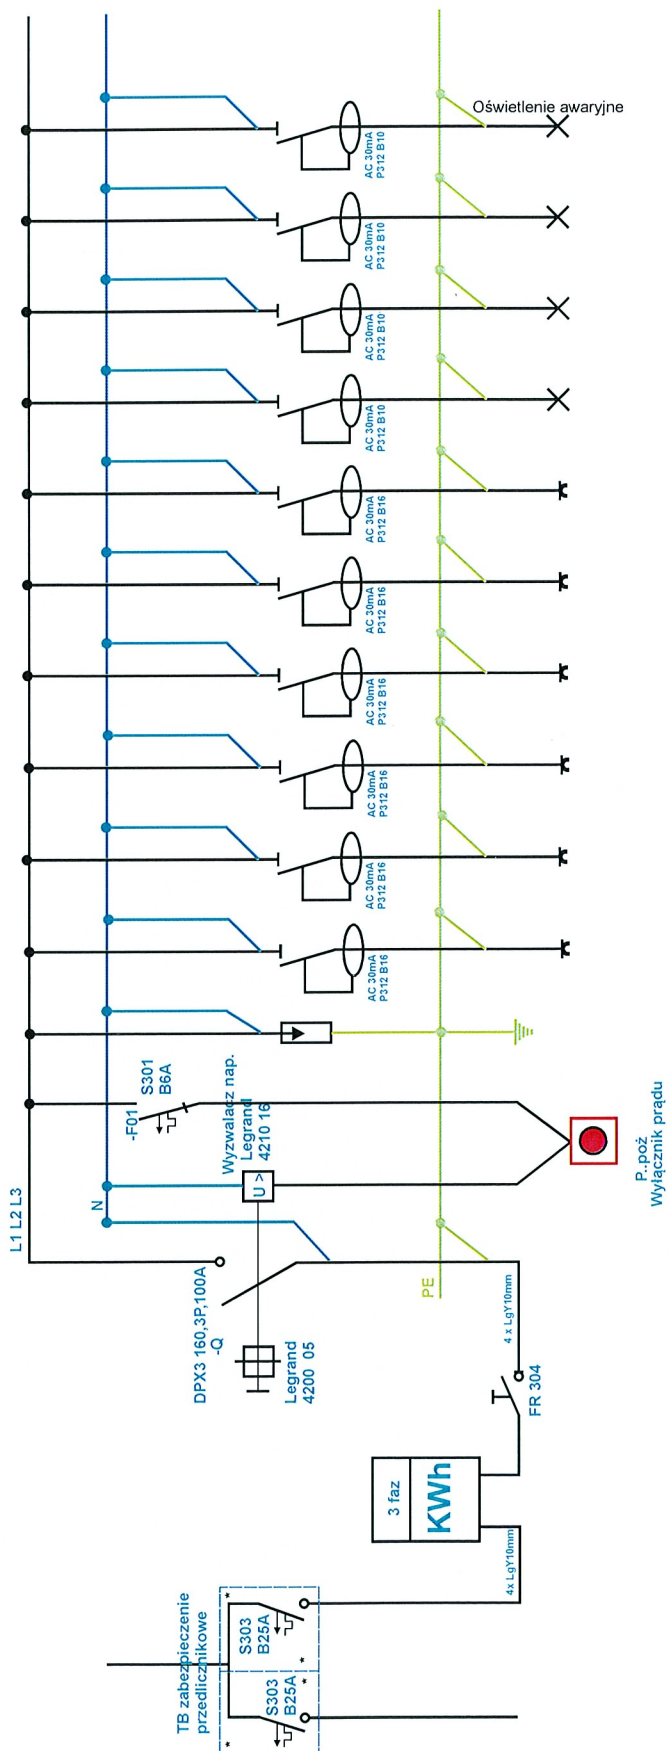 Oświetlenie awaryjne
AC 30mA
P312 B10
AC 30mA
P312 B10
AC 30mA
P312 B10
AC 30mA
P312 B10
AC 30mA
P312 B16
AC 30mA
P312 B16
AC 30mA
P312 B16
AC 30mA
P312 B16
AC 30mA
P312 B16
AC 30mA
P312 B16
S301
B6A
-F01
Wyzwalacz nap.
Legrand
4210 16
U >
P..poż
Wyłącznik prądu
L1 L2 L3
N
PE
DPX3 160,3P,100A
-Q
Legrand
4200 05
4 x LgY10mm
FR 304
3 faz
KWh
4x LgY10mm
TB zabezpieczenie
przedlicznikowe
S303
B25A
S303
B25A